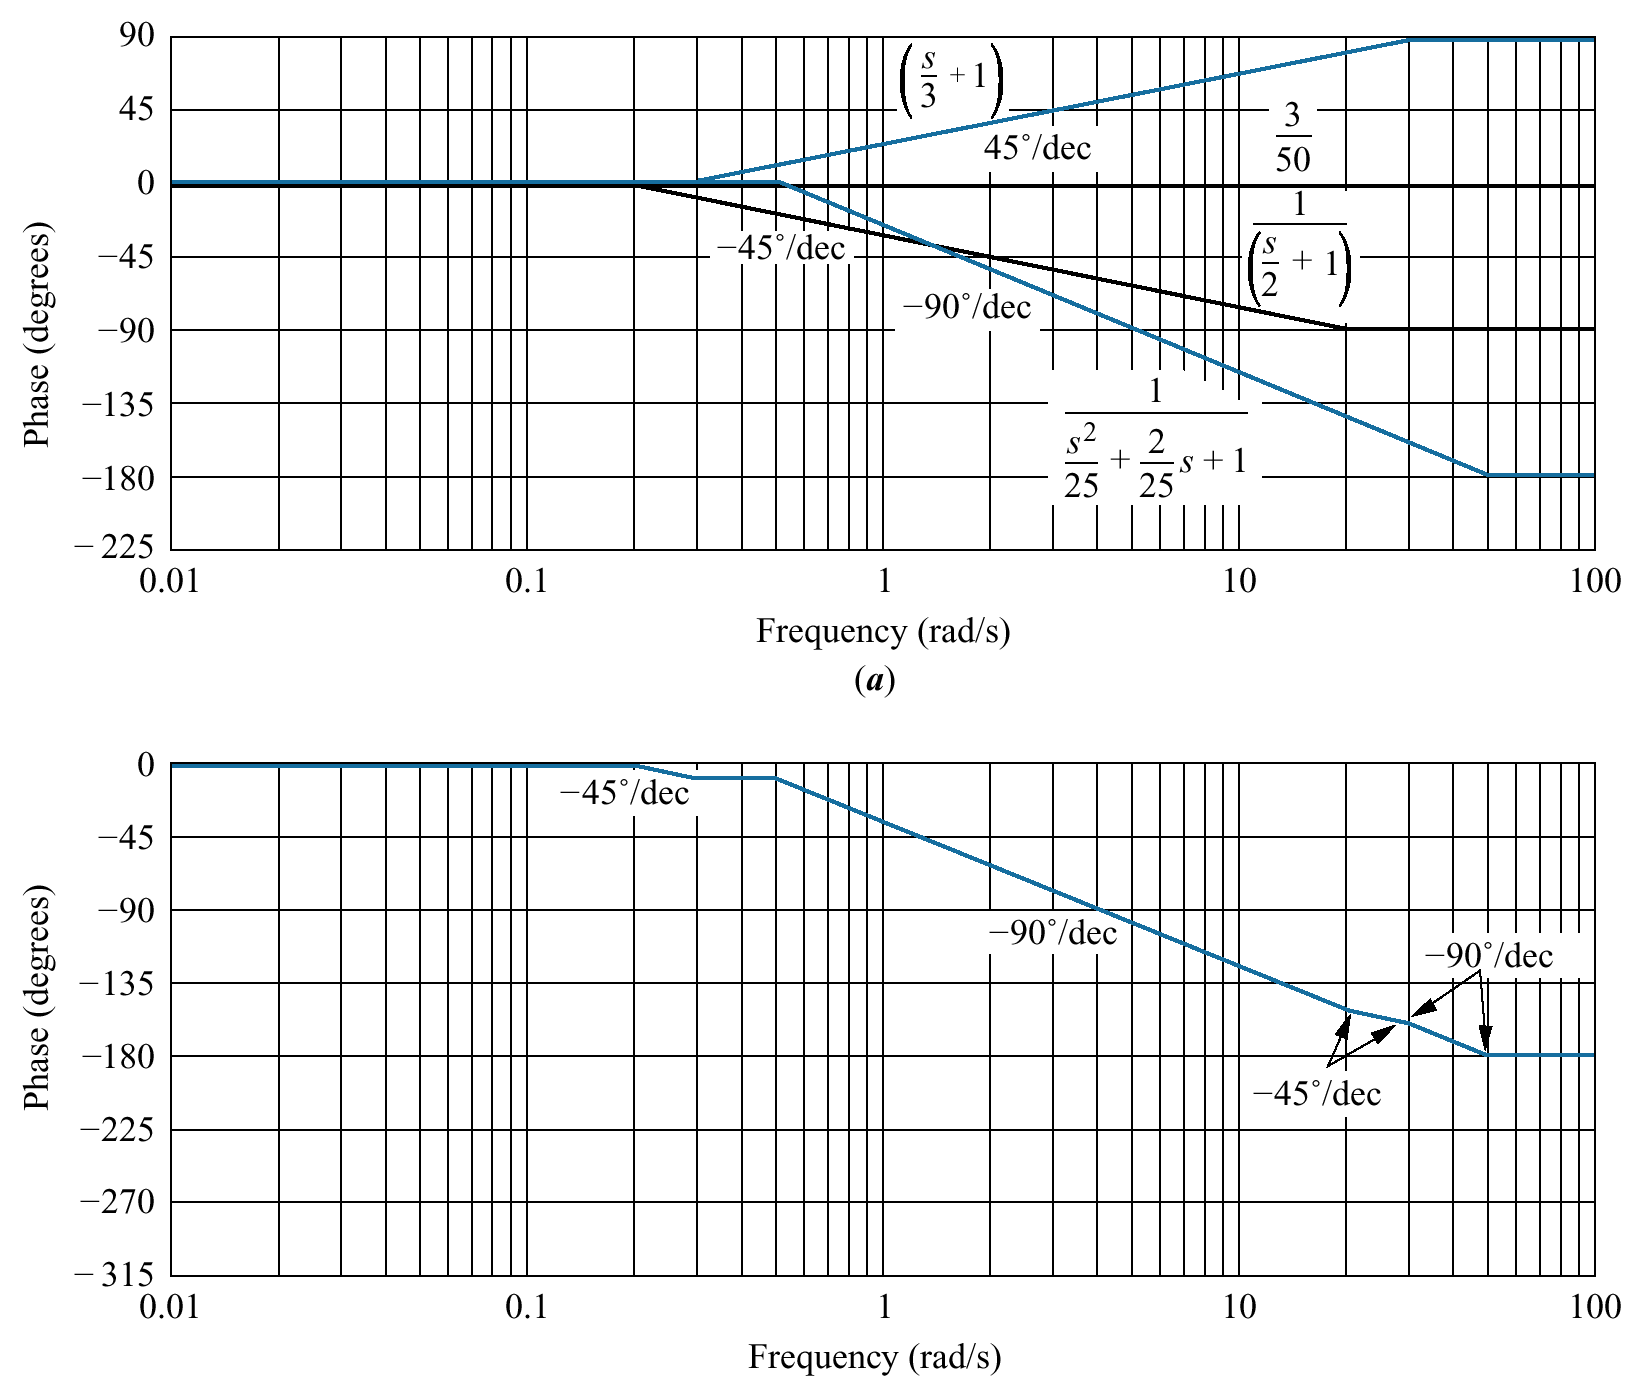 90
(s/3 + 1)
45
3/50
45°/dec
0
1/(s/2 + 1)
−45°/dec
−45
−90°/dec
−90
−135
1/(s²/25 + 2/25 s + 1)
−180
−225
Phase (degrees)
0.01 0.1 1 10 100
Frequency (rad/s)
(a)
0
−45°/dec
−45
−90
−90°/dec
−90°/dec
−135
−180
−45°/dec
−225
−270
−315
Phase (degrees)
0.01 0.1 1 10 100
Frequency (rad/s)